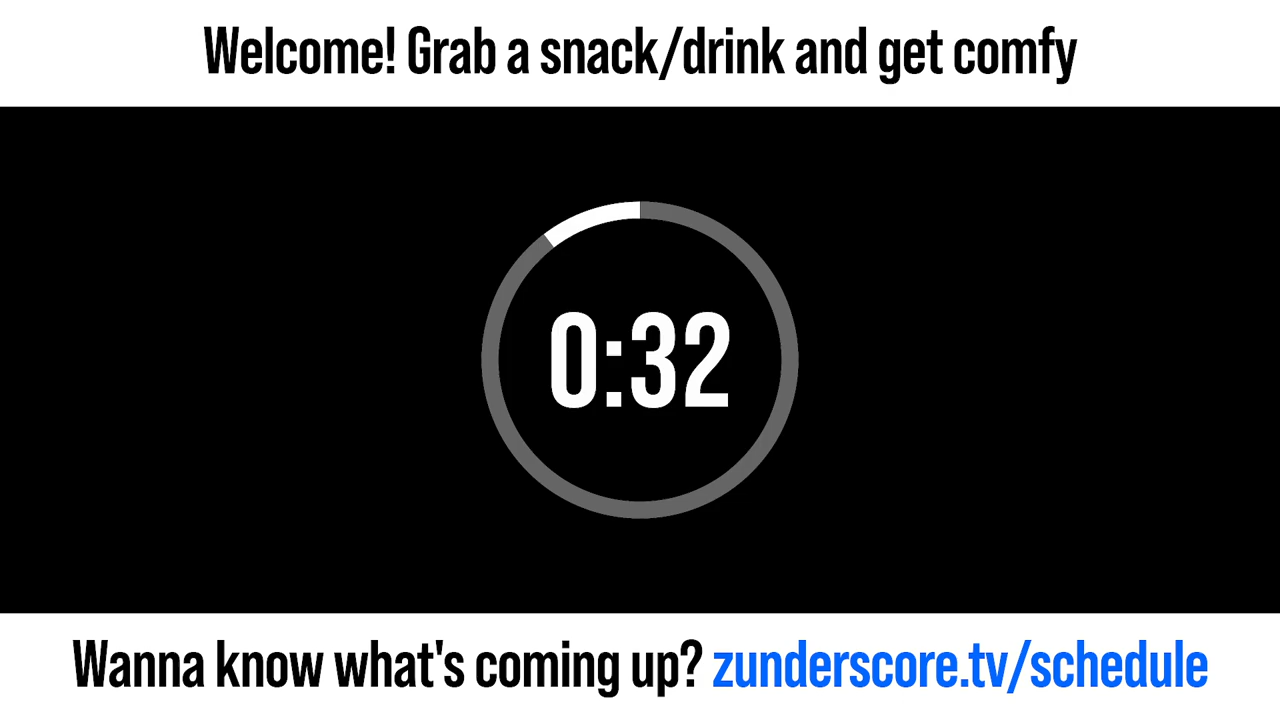 Welcome! Grab a snack/drink and get comfy
0:32
Wanna know what's coming up? zunderscore.tv/schedule